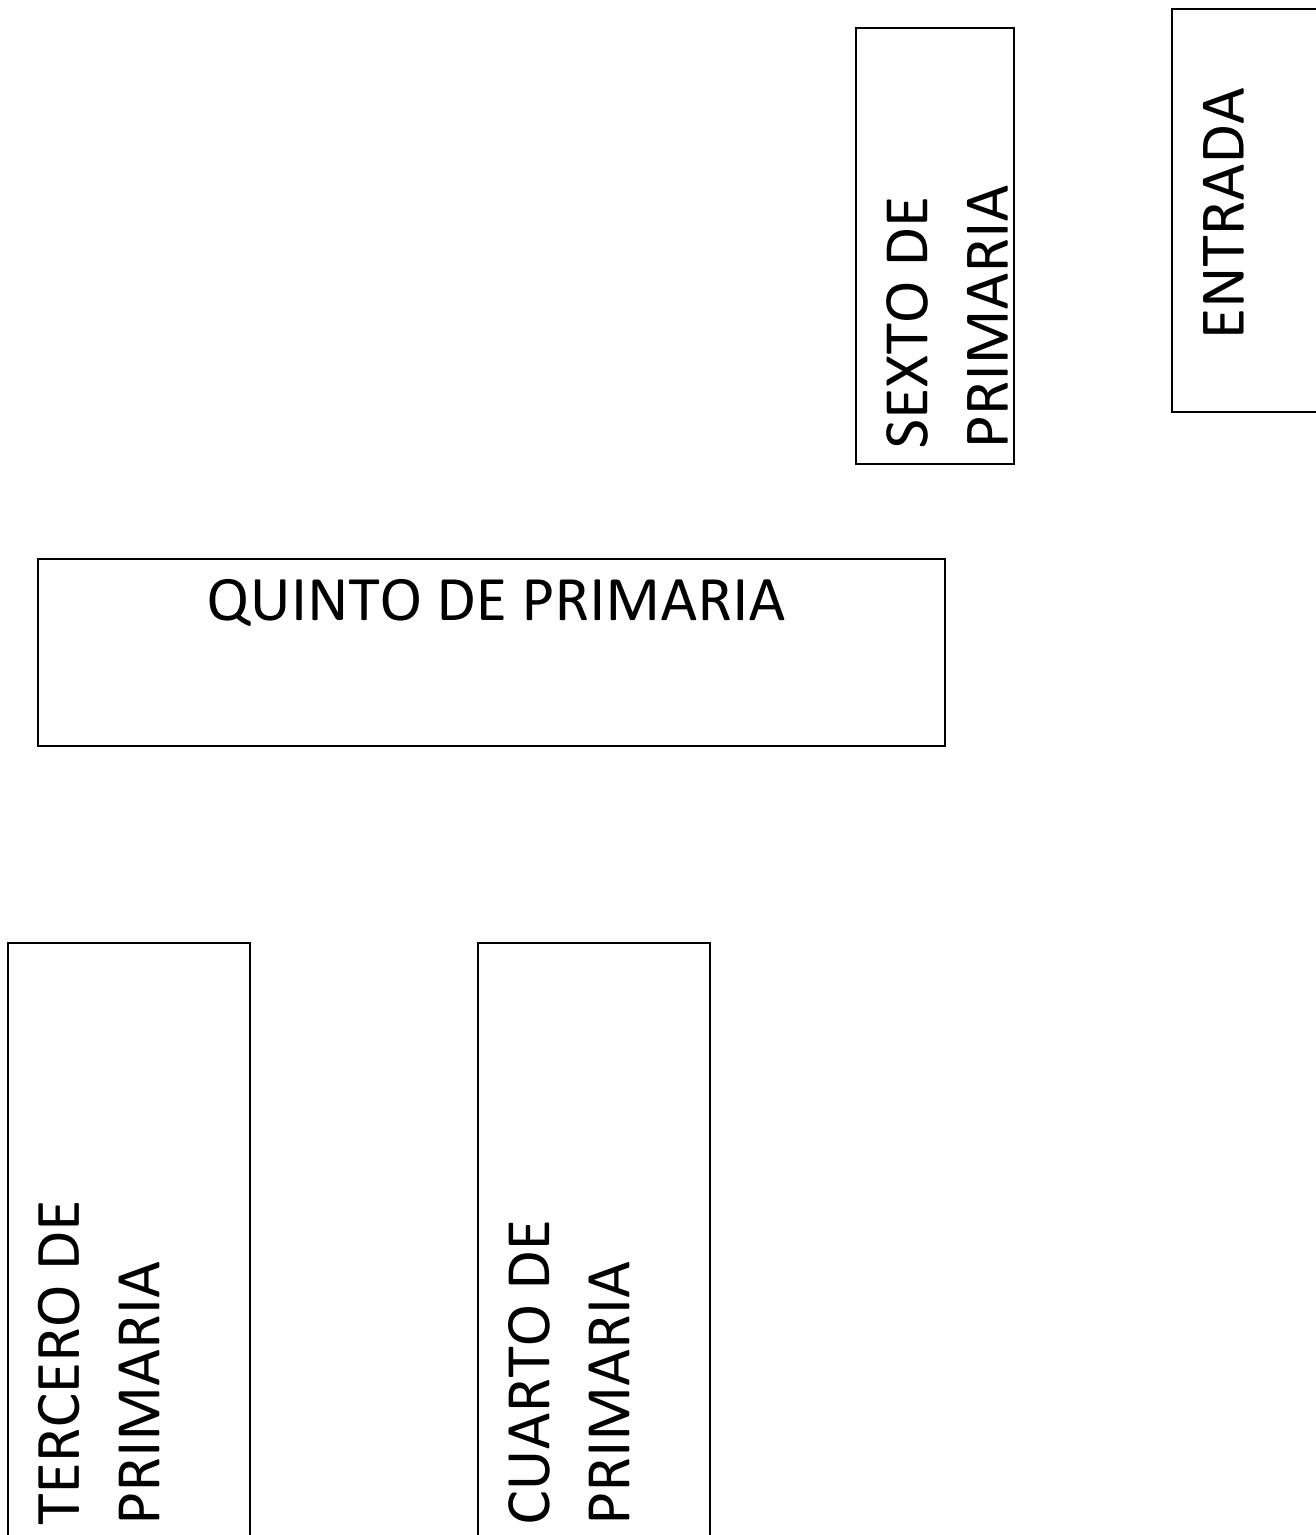 SEXTO DE
PRIMARIA
ENTRADA
QUINTO DE PRIMARIA
TERCERO DE
PRIMARIA
CUARTO DE
PRIMARIA